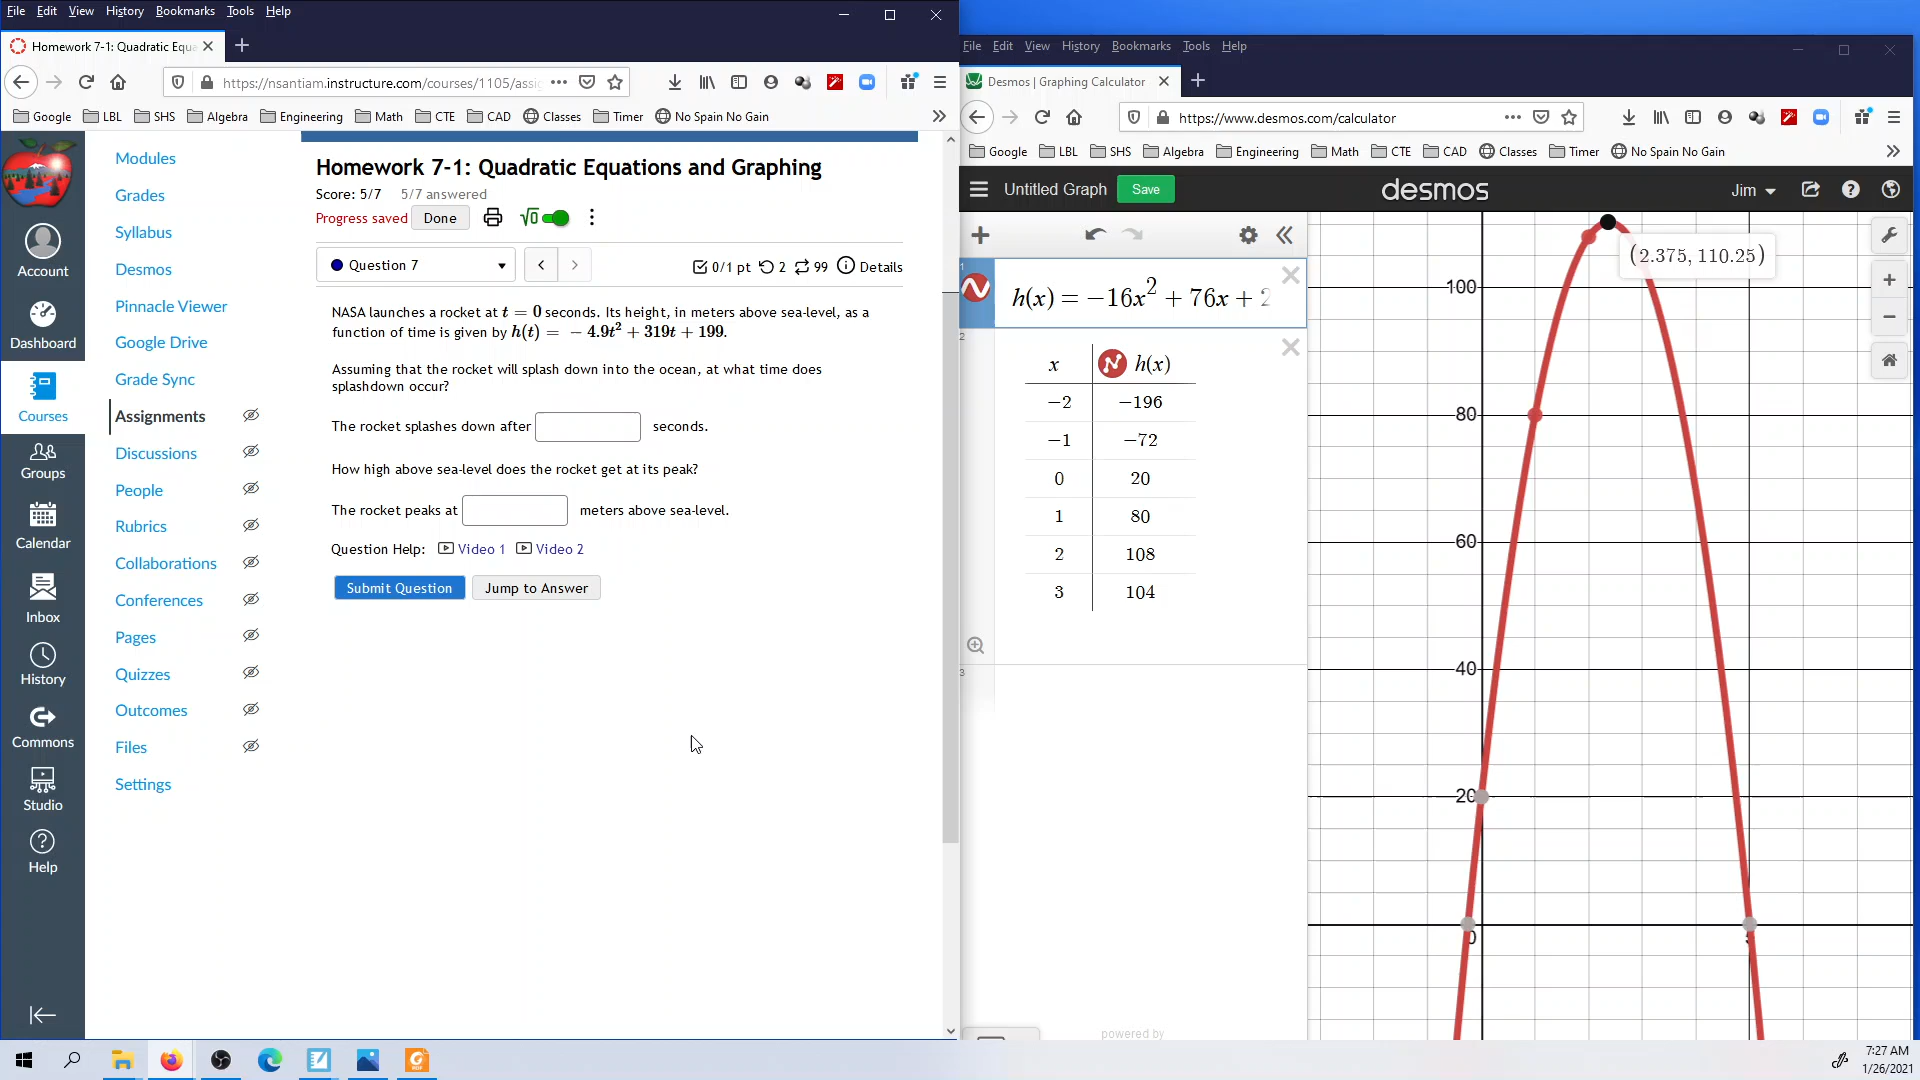 File Edit View History Bookmarks Tools Help
Homework 7-1: Quadratic Equa
https://nsantiam.instructure.com/courses/1105/assi
Google LBL SHS Algebra Engineering Math CTE CAD Classes Timer No Spain No Gain
Account
Dashboard
Courses
Groups
Calendar
Inbox
History
Commons
Studio
Help
Modules
Grades
Syllabus
Desmos
Pinnacle Viewer
Google Drive
Grade Sync
Assignments
Discussions
People
Rubrics
Collaborations
Conferences
Pages
Quizzes
Outcomes
Files
Settings
Homework 7-1: Quadratic Equations and Graphing
Score: 5/7 5/7 answered
Progress saved Done √0
Question 7 < > 0/1 pt 2 99 Details
NASA launches a rocket at t = 0 seconds. Its height, in meters above sea-level, as a
function of time is given by h(t) = − 4.9t² + 319t + 199.
Assuming that the rocket will splash down into the ocean, at what time does
splashdown occur?
The rocket splashes down after seconds.
How high above sea-level does the rocket get at its peak?
The rocket peaks at meters above sea-level.
Question Help: Video 1 Video 2
Submit Question Jump to Answer
File Edit View History Bookmarks Tools Help
Desmos | Graphing Calculator
https://www.desmos.com/calculator
Google LBL SHS Algebra Engineering Math CTE CAD Classes Timer No Spain No Gain
Untitled Graph Save desmos Jim
1
h(x) = −16x² + 76x + 2
2
x h(x)
−2 −196
−1 −72
0 20
1 80
2 108
3 104
3
powered by
(2.375, 110.25)
100
80
60
40
20
0
5
7:27 AM
1/26/2021